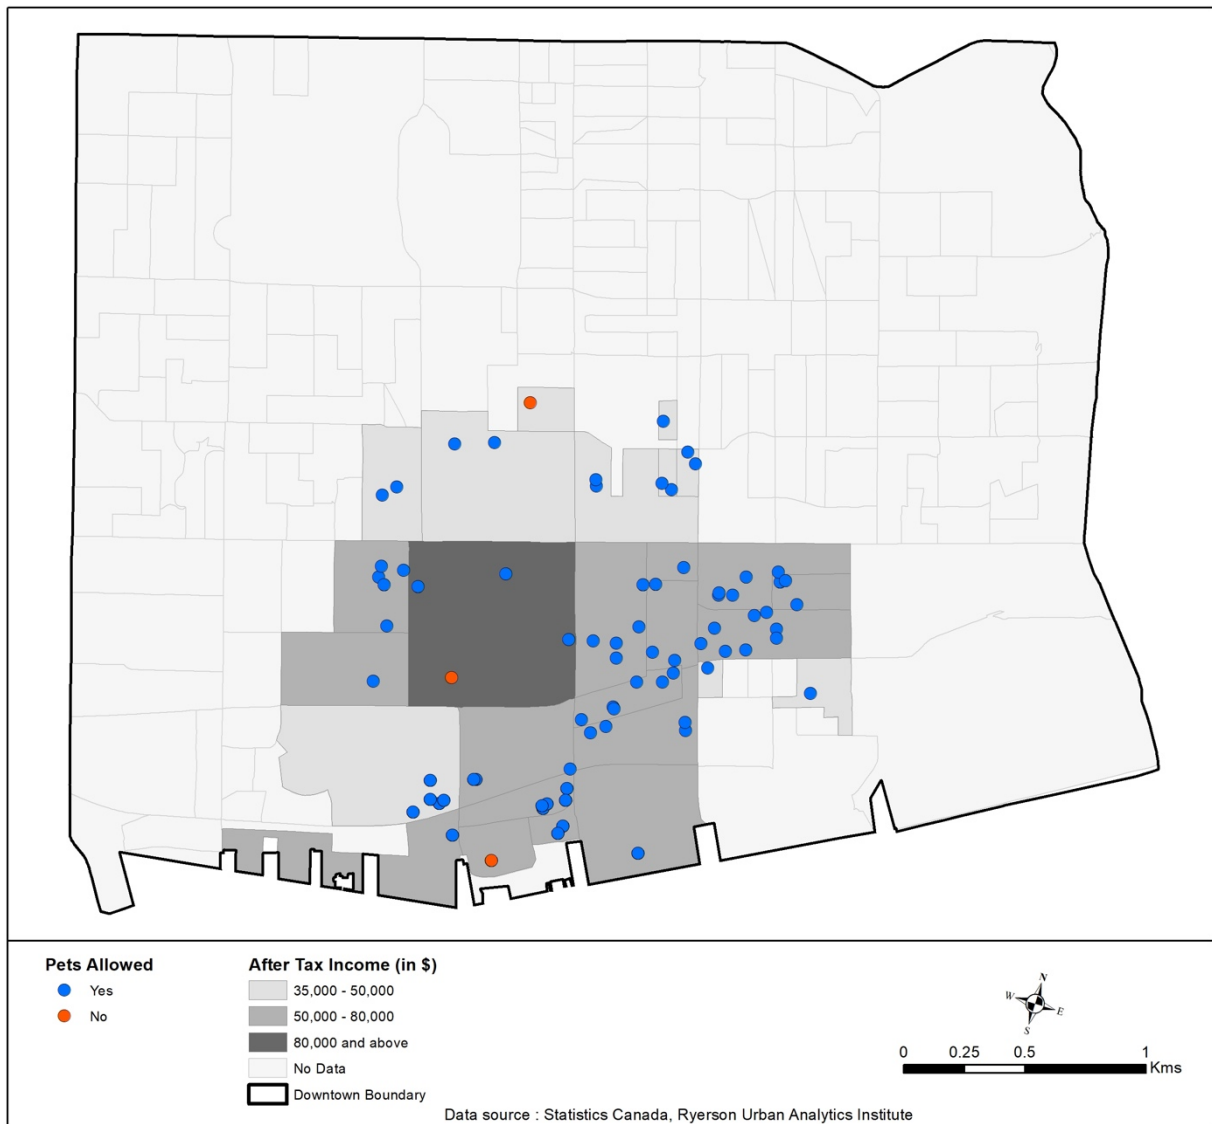 Pets Allowed
Yes
No
After Tax Income (in $)
35,000 - 50,000
50,000 - 80,000
80,000 and above
No Data
Downtown Boundary
N
W
E
S
0 0.25 0.5 1
Kms
Data source : Statistics Canada, Ryerson Urban Analytics Institute